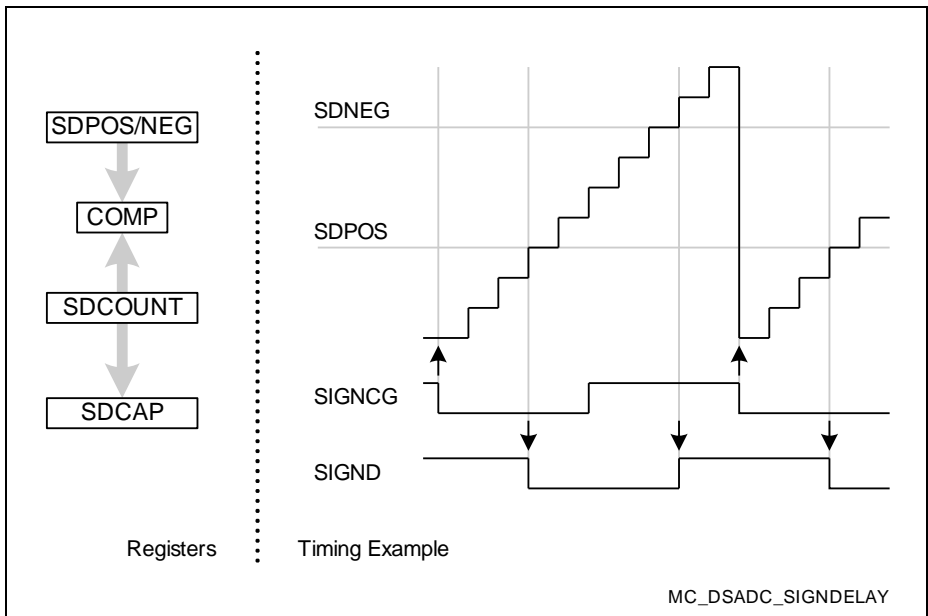 SDPOS/NEG
COMP
SDCOUNT
SDCAP
Registers
SDNEG
SDPOS
SIGNCG
SIGND
Timing Example
MC_DSADC_SIGNDELAY